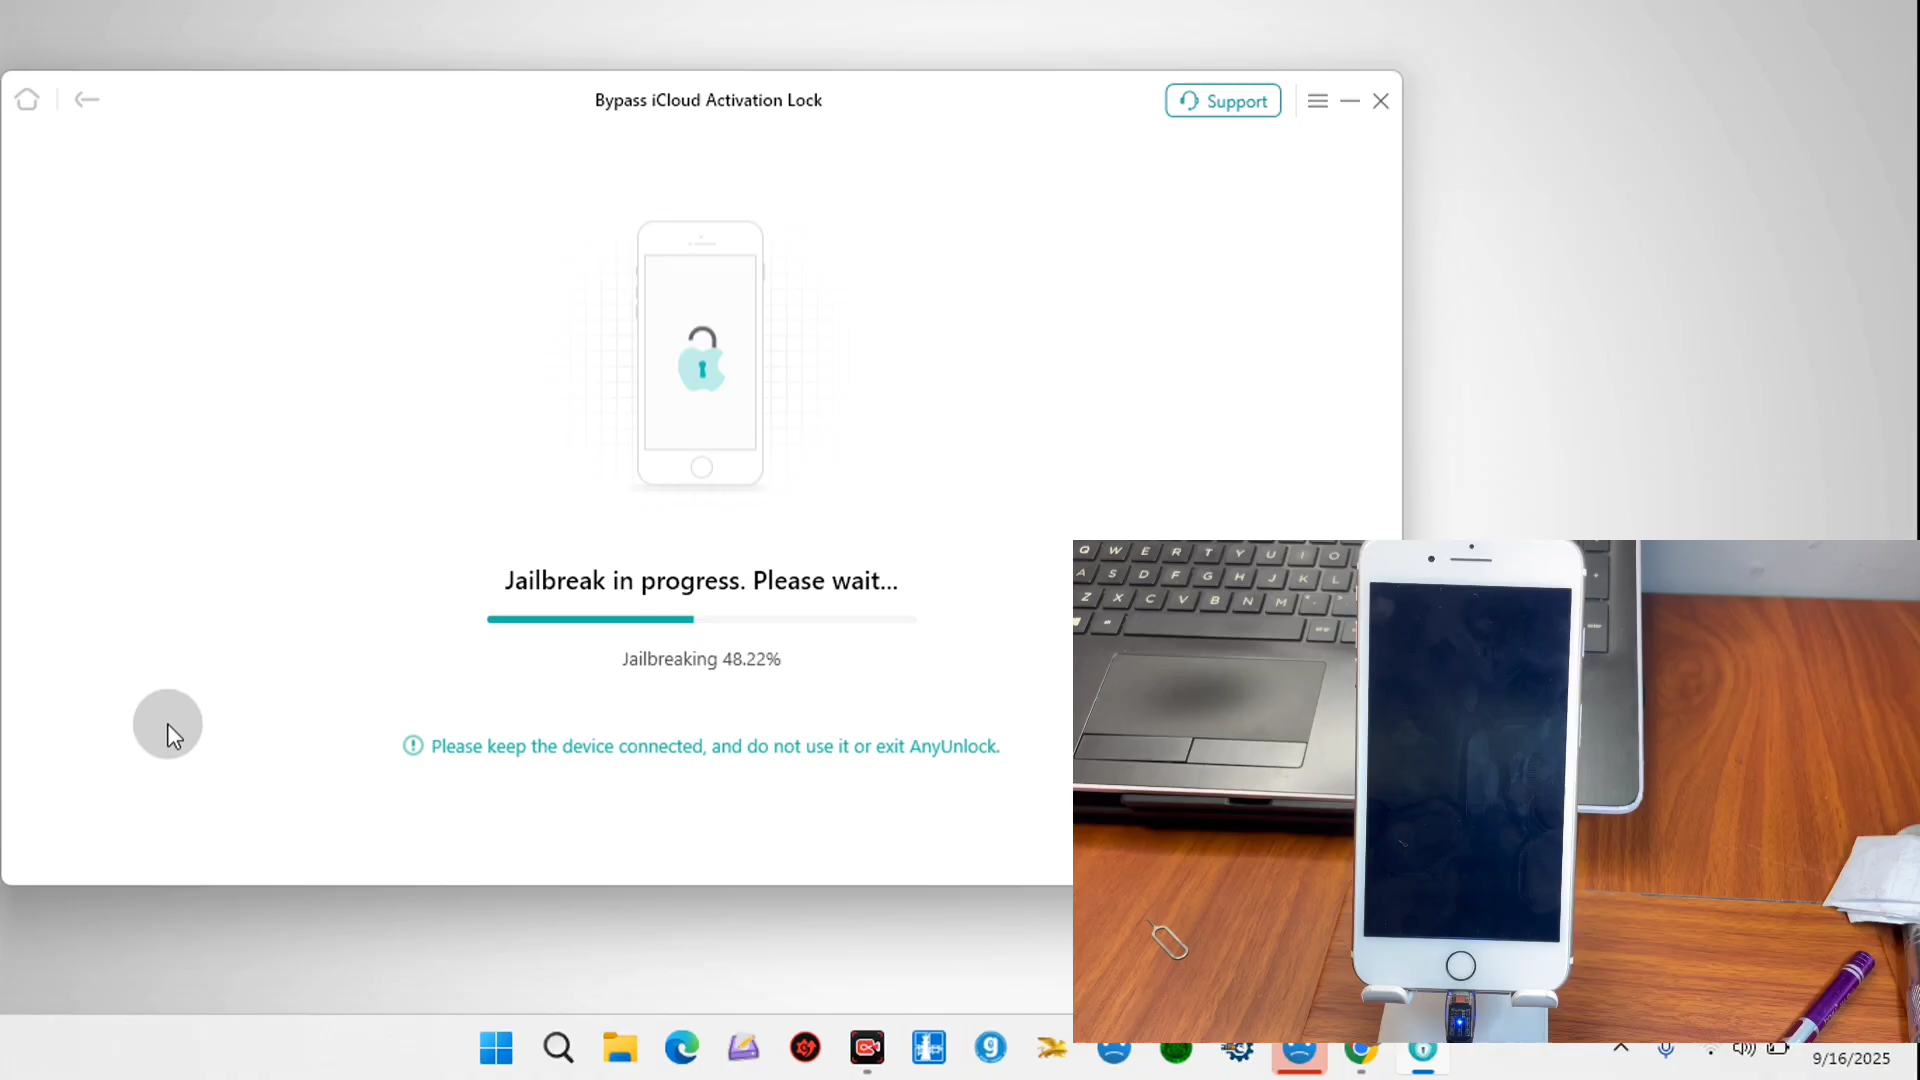 Bypass iCloud Activation Lock
Support
Jailbreak in progress. Please wait...
Jailbreaking 48.22%
Please keep the device connected, and do not use it or exit AnyUnlock.
Q W E R T Y U I O
A S D F G H J K L
Z X C V B N M
9/16/2025